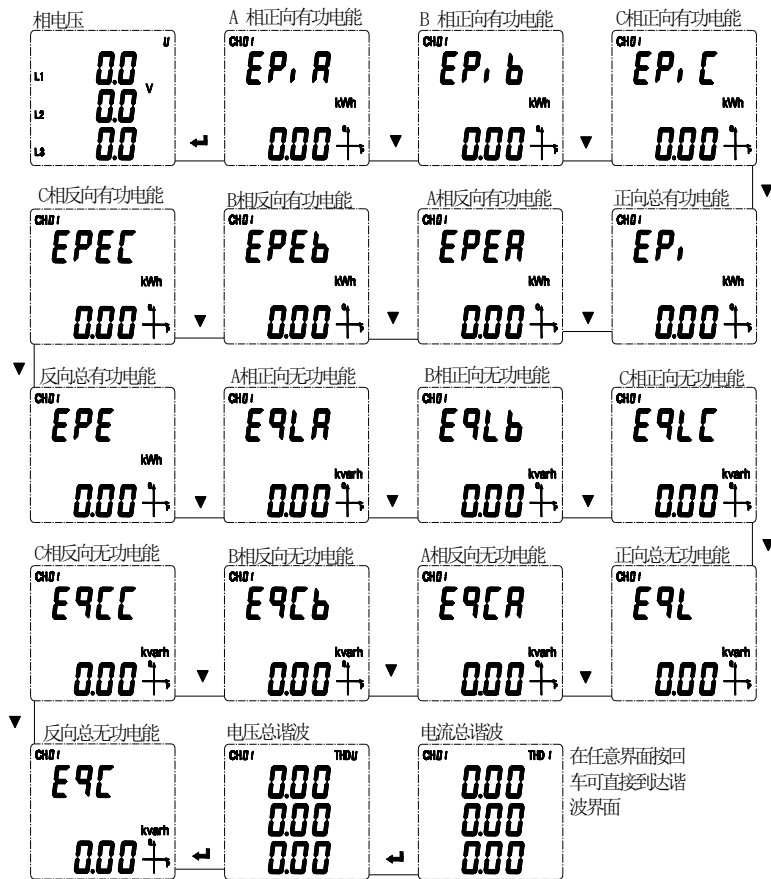 相电压
U
L1 0.0
V
L2 0.0
L3 0.0
A 相正向有功电能
CH01
EPi A
kWh
0.00
B 相正向有功电能
CH01
EPi b
kWh
0.00
C相正向有功电能
CH01
EPi C
kWh
0.00
C相反向有功电能
CH01
EPEC
kWh
0.00
B相反向有功电能
CH01
EPEb
kWh
0.00
A相反向有功电能
CH01
EPEA
kWh
0.00
正向总有功电能
CH01
EPi
kWh
0.00
反向总有功电能
CH01
EPE
kWh
0.00
A相正向无功电能
CH01
EqLA
kvarh
0.00
B相正向无功电能
CH01
EqLb
kvarh
0.00
C相正向无功电能
CH01
EqLC
kvarh
0.00
C相反向无功电能
CH01
EqCC
kvarh
0.00
B相反向无功电能
CH01
EqCb
kvarh
0.00
A相反向无功电能
CH01
EqCA
kvarh
0.00
正向总无功电能
CH01
EqL
kvarh
0.00
反向总无功电能
CH01
EqC
kvarh
0.00
电压总谐波
CH01 THDU
0.00
0.00
0.00
电流总谐波
CH01 THD I
0.00
0.00
0.00
在任意界面按回
车可直接到达谐
波界面